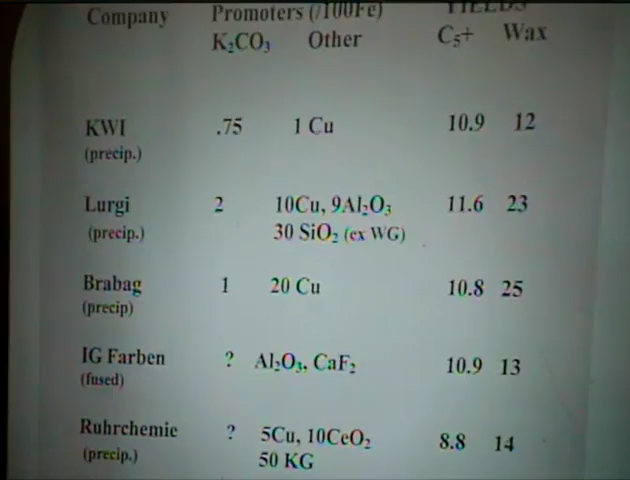 Company Promoters (/100Fe) YIELDS
K₂CO₃ Other C₅+ Wax
KWI .75 1 Cu 10.9 12
(precip.)
Lurgi 2 10Cu, 9Al₂O₃ 11.6 23
(precip.) 30 SiO₂ (ex WG)
Brabag 1 20 Cu 10.8 25
(precip)
IG Farben ? Al₂O₃, CaF₂ 10.9 13
(fused)
Ruhrchemie ? 5Cu, 10CeO₂ 8.8 14
(precip.) 50 KG